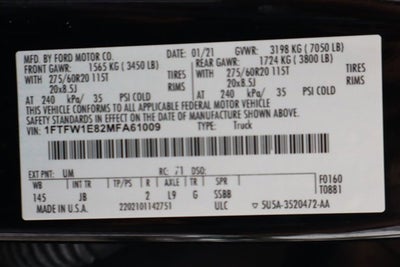 MFD. BY FORD MOTOR CO. 01/21 GVWR: 3198 KG (7050 LB)
FRONT GAWR: 1565 KG (3450 LB) REAR GAWR: 1724 KG (3800 LB)
275/60R20 115T TIRES 275/60R20 115T TIRES
20x8.5J RIMS 20x8.5J RIMS
AT 240 kPa/ 35 PSI COLD AT 240 kPa/ 35 PSI COLD
THIS VEHICLE CONFORMS TO ALL APPLICABLE FEDERAL MOTOR VEHICLE
SAFETY STANDARDS IN EFFECT ON THE DATE OF MANUFACTURE SHOWN ABOVE.
VIN: 1FTFW1E82MFA61009 TYPE: Truck
F0160
T0881
EXT PNT: UM RC: 71 DSO:
WB INT TR TP/PS R AXLE TR SPR
145 JB 2 L9 G SSBB
MADE IN U.S.A. 2202101142751 ULC 5U5A-3520472-AA